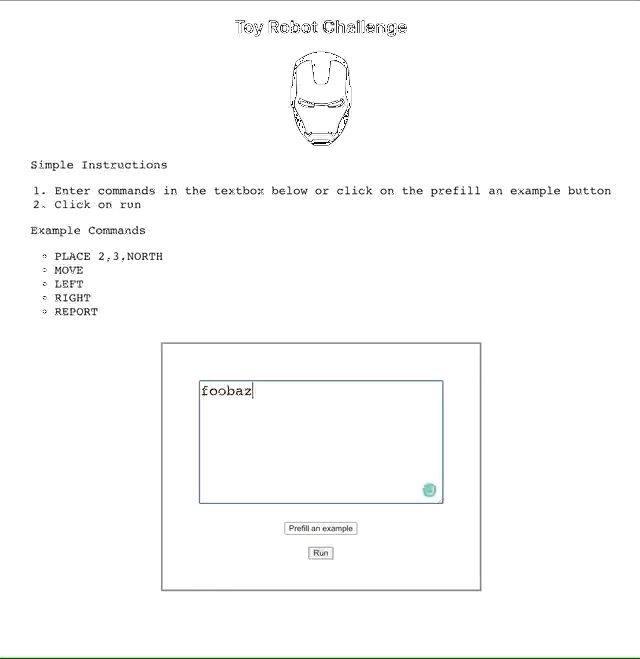 Toy Robot Challenge
Simple Instructions
1. Enter commands in the textbox below or click on the prefill an example button
2. Click on run
Example Commands
PLACE 2,3,NORTH
MOVE
LEFT
RIGHT
REPORT
foobaz
Prefill an example
Run